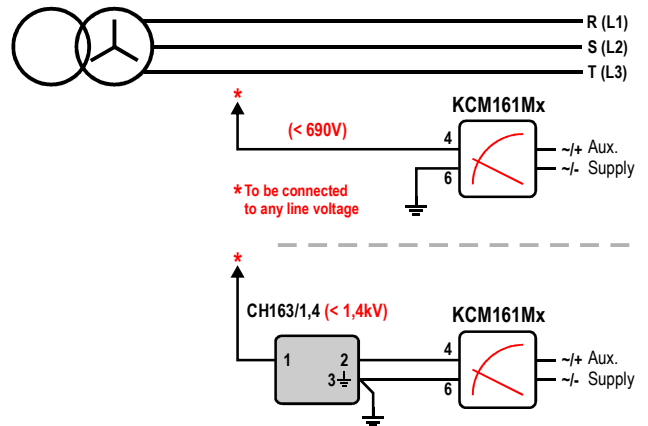 R (L1)
S (L2)
T (L3)
*
(< 690V)
KCM161Mx
4
6
~/+ Aux.
~/- Supply
* To be connected
to any line voltage
*
CH163/1,4 (< 1,4kV)
KCM161Mx
1
2
3
4
6
~/+ Aux.
~/- Supply